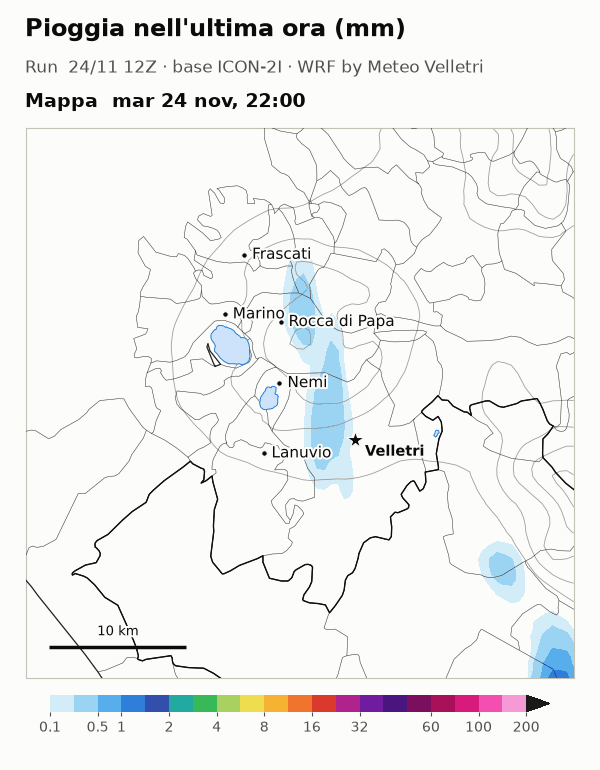 Pioggia nell'ultima ora (mm)
Run  24/11 12Z · base ICON-2I · WRF by Meteo Velletri
Mappa  mar 24 nov, 22:00
Frascati
Marino
Rocca di Papa
Nemi
Velletri
Lanuvio
10 km
0.1 0.5 1 2 4 8 16 32 60 100 200